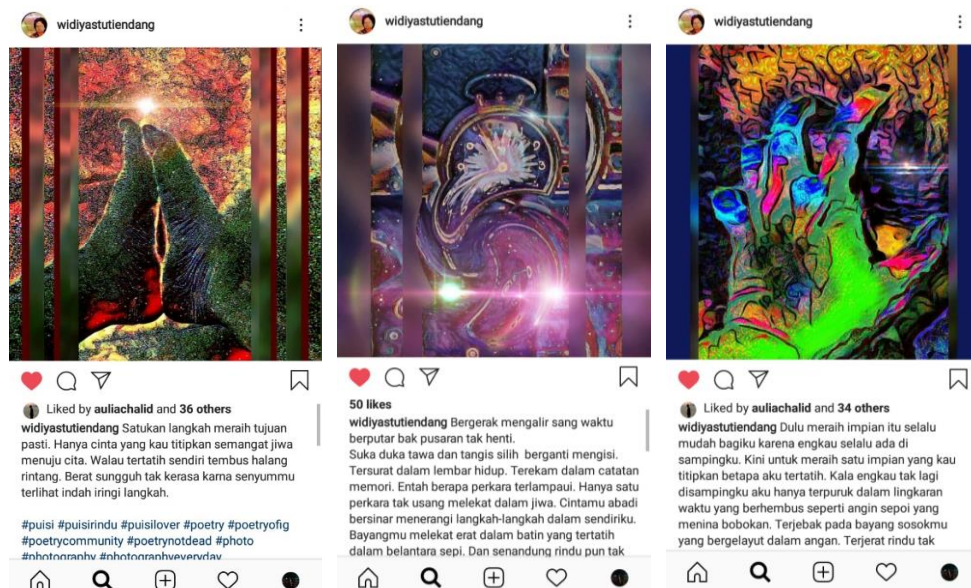 widiyastutiendang
Liked by auliachalid and 36 others
widiyastutiendang Satukan langkah meraih tujuan
pasti. Hanya cinta yang kau titipkan semangat jiwa
menuju cita. Walau tertatih sendiri tembus halang
rintang. Berat sungguh tak kerasa karna senyummu
terlihat indah iringi langkah.
#puisi #puisirindu #puisilover #poetry #poetryofig
#poetrycommunity #poetrynotdead #photo
#photography #photographyeveryday
widiyastutiendang
50 likes
widiyastutiendang Bergerak mengalir sang waktu
berputar bak pusaran tak henti.
Suka duka tawa dan tangis silih berganti mengisi.
Tersurat dalam lembar hidup. Terekam dalam catatan
memori. Entah berapa perkara terlampaui. Hanya satu
perkara tak usang melekat dalam jiwa. Cintamu abadi
bersinar menerangi langkah-langkah dalam sendiriku.
Bayangmu melekat erat dalam batin yang tertatih
dalam belantara sepi. Dan senandung rindu pun tak
widiyastutiendang
Liked by auliachalid and 34 others
widiyastutiendang Dulu meraih impian itu selalu
mudah bagiku karena engkau selalu ada di
sampingku. Kini untuk meraih satu impian yang kau
titipkan betapa aku tertatih. Kala engkau tak lagi
disampingku aku hanya terpuruk dalam lingkaran
waktu yang berhembus seperti angin sepoi yang
menina bobokan. Terjebak pada bayang sosokmu
yang bergelayut dalam angan. Terjerat rindu tak